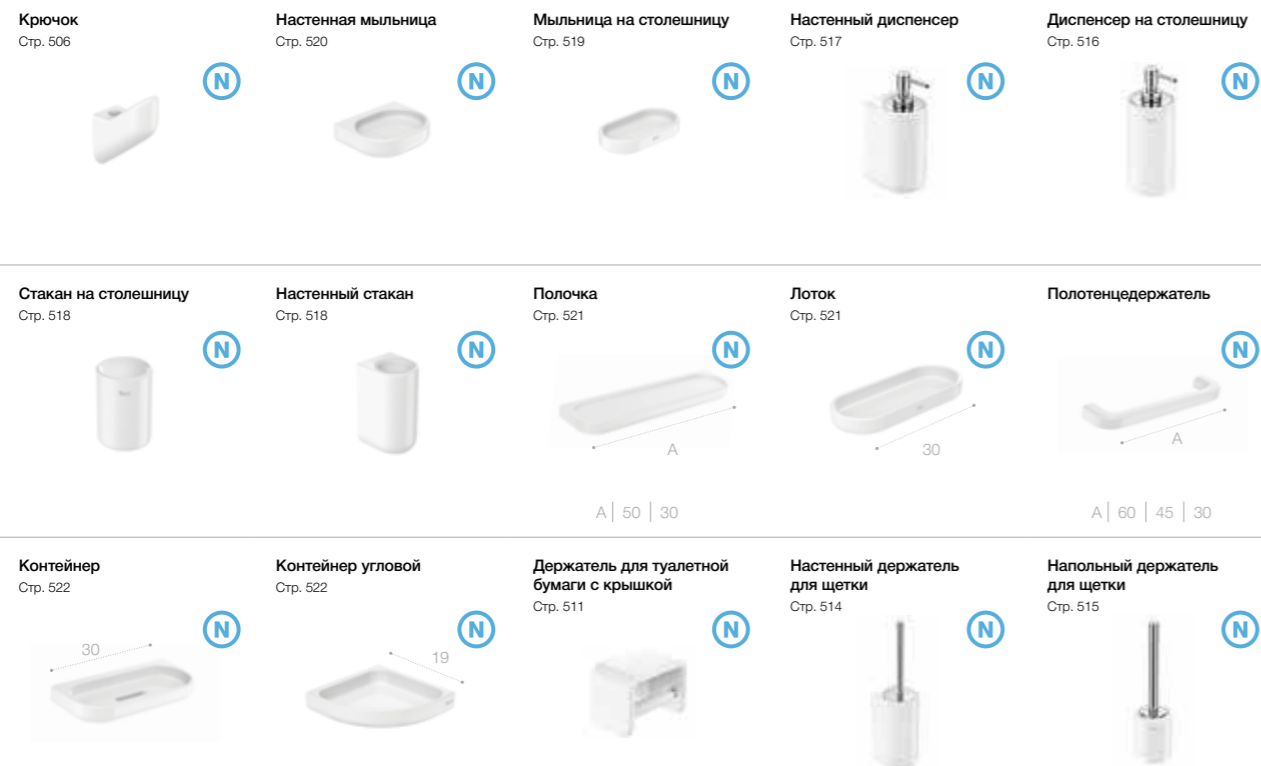 Крючок
Стр. 506
N
Настенная мыльница
Стр. 520
N
Мыльница на столешницу
Стр. 519
N
Настенный диспенсер
Стр. 517
N
Диспенсер на столешницу
Стр. 516
N
Стакан на столешницу
Стр. 518
N
Настенный стакан
Стр. 518
N
Полочка
Стр. 521
N
A
A | 50 | 30
Лоток
Стр. 521
N
30
Полотенцедержатель
N
A
A | 60 | 45 | 30
Контейнер
Стр. 522
N
30
Контейнер угловой
Стр. 522
N
19
Держатель для туалетной
бумаги с крышкой
Стр. 511
N
Настенный держатель
для щетки
Стр. 514
N
Напольный держатель
для щетки
Стр. 515
N